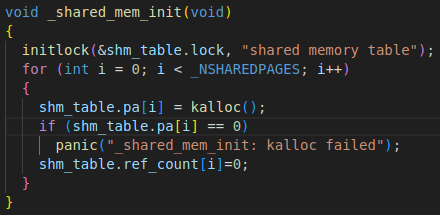 void _shared_mem_init(void)
{
  initlock(&shm_table.lock, "shared memory table");
  for (int i = 0; i < _NSHAREDPAGES; i++)
  {
    shm_table.pa[i] = kalloc();
    if (shm_table.pa[i] == 0)
      panic("_shared_mem_init: kalloc failed");
    shm_table.ref_count[i]=0;
  }
}